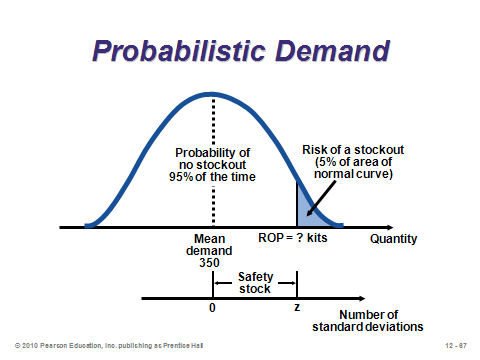 Probabilistic Demand
Probability of
no stockout
95% of the time
Risk of a stockout
(5% of area of
normal curve)
Mean
demand
350
ROP = ? kits
Quantity
Safety
stock
0
z
Number of
standard deviations
© 2010 Pearson Education, Inc. publishing as Prentice Hall
12 - 67